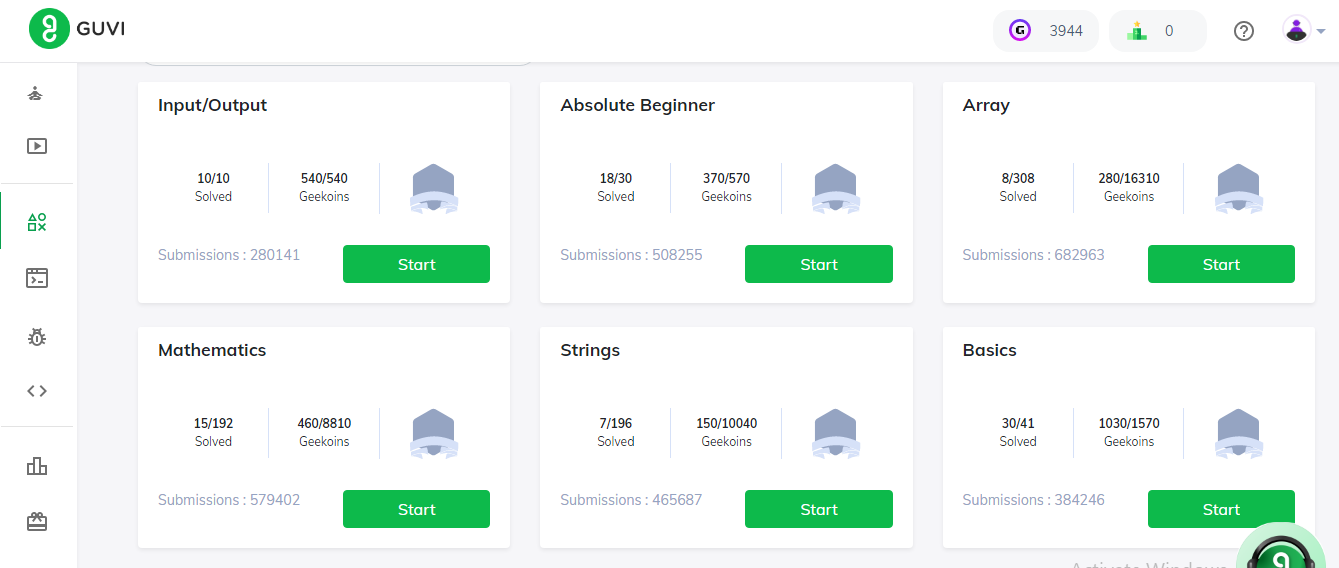 GUVI
3944
0
Input/Output
10/10
Solved
540/540
Geekoins
Submissions : 280141
Start
Absolute Beginner
18/30
Solved
370/570
Geekoins
Submissions : 508255
Start
Array
8/308
Solved
280/16310
Geekoins
Submissions : 682963
Start
Mathematics
15/192
Solved
460/8810
Geekoins
Submissions : 579402
Start
Strings
7/196
Solved
150/10040
Geekoins
Submissions : 465687
Start
Basics
30/41
Solved
1030/1570
Geekoins
Submissions : 384246
Start
Activate Windows